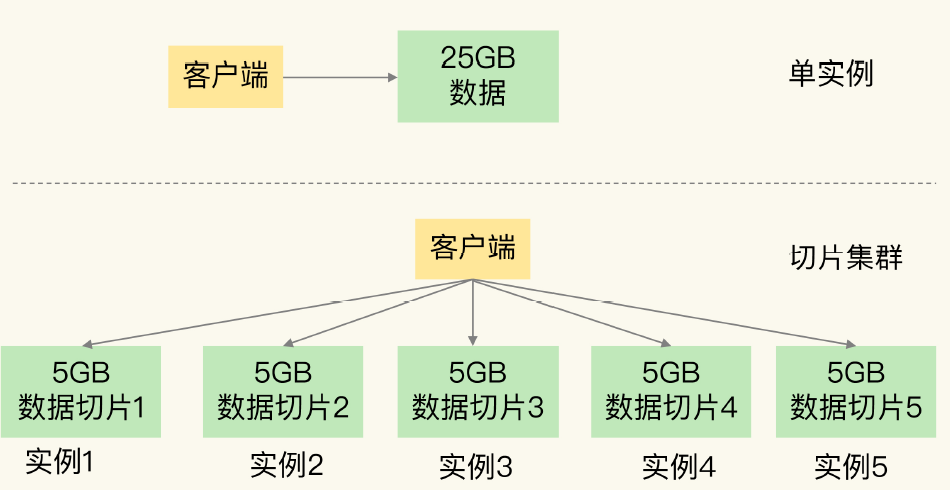 客户端
25GB
数据
单实例
客户端
切片集群
5GB
数据切片1
5GB
数据切片2
5GB
数据切片3
5GB
数据切片4
5GB
数据切片5
实例1
实例2
实例3
实例4
实例5